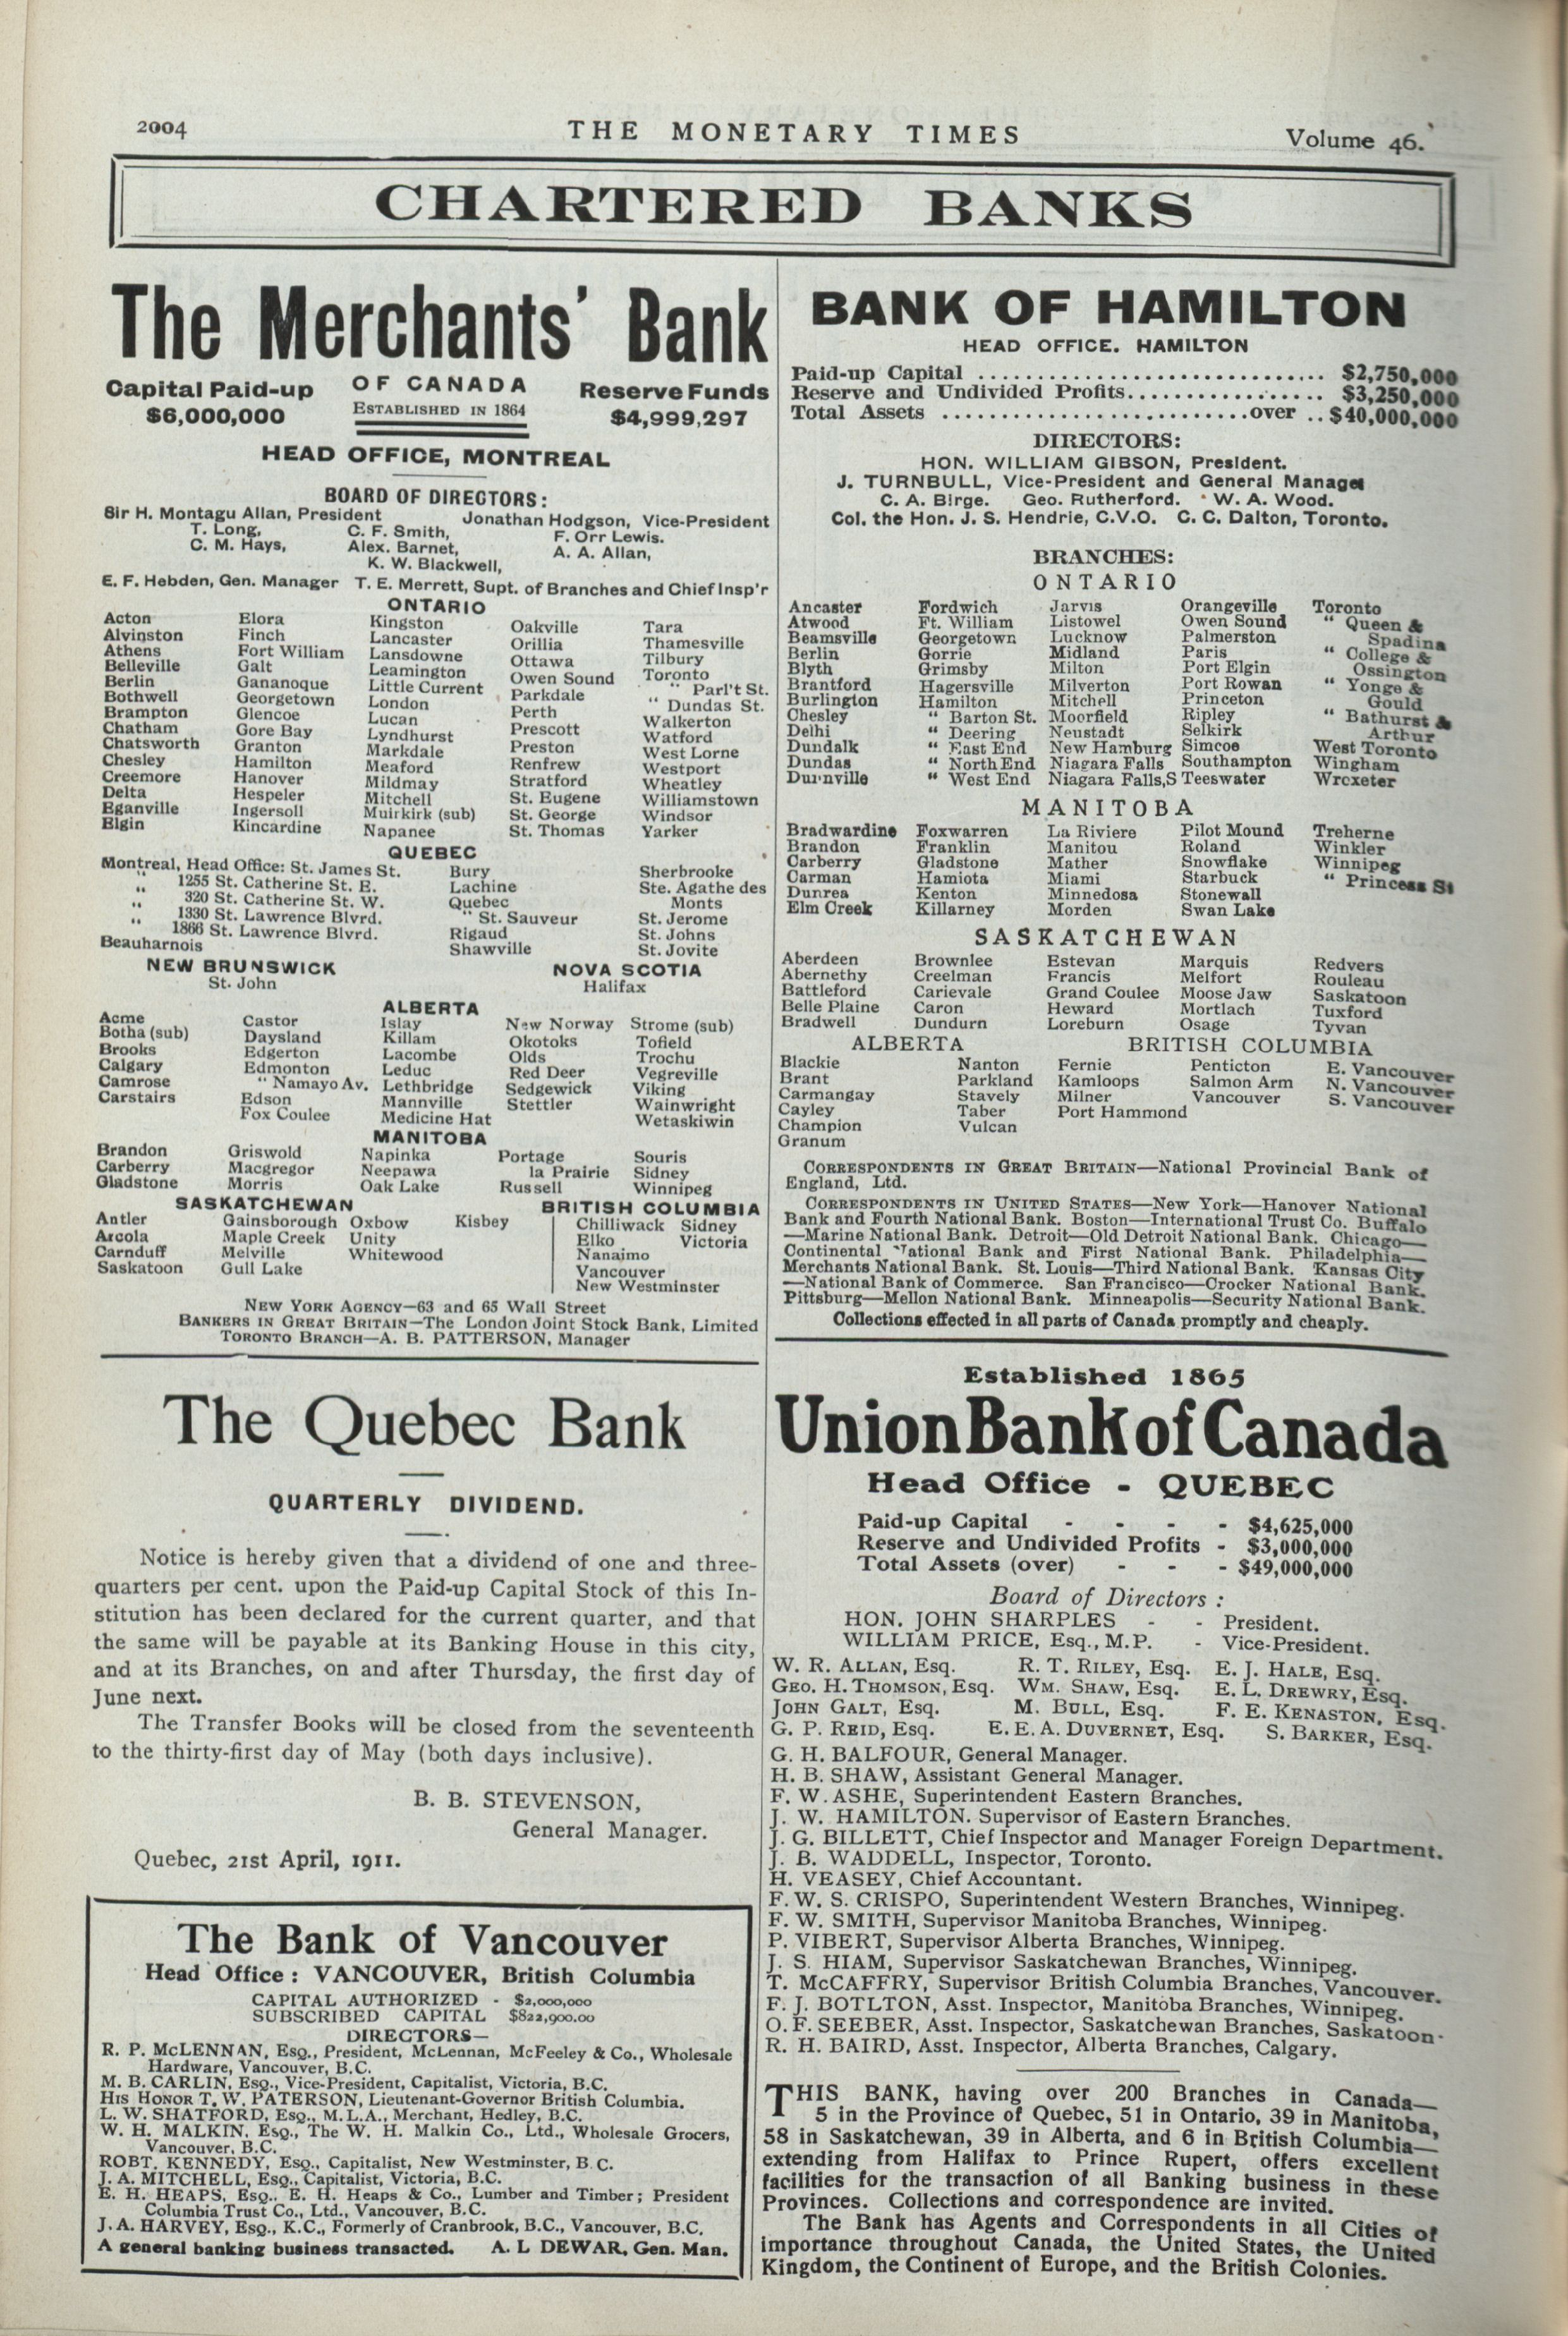 2004 THE MONETARY TIMES Volume 46.
CHARTERED BANKS
The Merchants' Bank
Capital Paid-up OF CANADA Reserve Funds
$6,000,000 ESTABLISHED IN 1864 $4,999,297
HEAD OFFICE, MONTREAL
BOARD OF DIRECTORS:
Sir H. Montagu Allan, President Jonathan Hodgson, Vice-President
T. Long, C. F. Smith, F. Orr Lewis.
C. M. Hays, Alex. Barnet, A. A. Allan,
K. W. Blackwell,
E. F. Hebden, Gen. Manager T. E. Merrett, Supt. of Branches and Chief Insp'r
ONTARIO
Acton Elora Kingston Oakville Tara
Alvinston Finch Lancaster Orillia Thamesville
Athens Fort William Lansdowne Ottawa Tilbury
Belleville Galt Leamington Owen Sound Toronto
Berlin Gananoque Little Current Parkdale " Parl't St.
Bothwell Georgetown London Perth " Dundas St.
Brampton Glencoe Lucan Prescott Walkerton
Chatham Gore Bay Lyndhurst Preston Watford
Chatsworth Granton Markdale Renfrew West Lorne
Chesley Hamilton Meaford Stratford Westport
Creemore Hanover Mildmay St. Eugene Wheatley
Delta Hespeler Mitchell St. George Williamstown
Eganville Ingersoll Muirkirk (sub) St. Thomas Windsor
Elgin Kincardine Napanee Yarker
QUEBEC
Montreal, Head Office: St. James St. Bury Sherbrooke
" 1255 St. Catherine St. E. Lachine Ste. Agathe des
" 320 St. Catherine St. W. Quebec Monts
" 1330 St. Lawrence Blvrd. " St. Sauveur St. Jerome
" 1866 St. Lawrence Blvrd. Rigaud St. Johns
Beauharnois Shawville St. Jovite
NEW BRUNSWICK NOVA SCOTIA
St. John Halifax
ALBERTA
Acme Castor Islay New Norway Strome (sub)
Botha (sub) Daysland Killam Okotoks Tofield
Brooks Edgerton Lacombe Olds Trochu
Calgary Edmonton Leduc Red Deer Vegreville
Camrose " Namayo Av. Lethbridge Sedgewick Viking
Carstairs Edson Mannville Stettler Wainwright
Fox Coulee Medicine Hat Wetaskiwin
MANITOBA
Brandon Griswold Napinka Portage Souris
Carberry Macgregor Neepawa la Prairie Sidney
Gladstone Morris Oak Lake Russell Winnipeg
SASKATCHEWAN BRITISH COLUMBIA
Antler Gainsborough Oxbow Kisbey Chilliwack Sidney
Arcola Maple Creek Unity Elko Victoria
Carnduff Melville Whitewood Nanaimo
Saskatoon Gull Lake Vancouver
New Westminster
NEW YORK AGENCY—63 and 65 Wall Street
BANKERS IN GREAT BRITAIN—The London Joint Stock Bank, Limited
TORONTO BRANCH—A. B. PATTERSON, Manager
The Quebec Bank
QUARTERLY DIVIDEND.
Notice is hereby given that a dividend of one and three-
quarters per cent. upon the Paid-up Capital Stock of this In-
stitution has been declared for the current quarter, and that
the same will be payable at its Banking House in this city,
and at its Branches, on and after Thursday, the first day of
June next.
The Transfer Books will be closed from the seventeenth
to the thirty-first day of May (both days inclusive).
B. B. STEVENSON,
General Manager.
Quebec, 21st April, 1911.
The Bank of Vancouver
Head Office: VANCOUVER, British Columbia
CAPITAL AUTHORIZED - $2,000,000
SUBSCRIBED CAPITAL $822,900.00
DIRECTORS—
R. P. McLENNAN, Esq., President, McLennan, McFeeley & Co., Wholesale
Hardware, Vancouver, B.C.
M. B. CARLIN, Esq., Vice-President, Capitalist, Victoria, B.C.
HIS HONOR T. W. PATERSON, Lieutenant-Governor British Columbia.
L. W. SHATFORD, Esq., M.L.A., Merchant, Hedley, B.C.
W. H. MALKIN, Esq., The W. H. Malkin Co., Ltd., Wholesale Grocers,
Vancouver, B.C.
ROBT. KENNEDY, Esq., Capitalist, New Westminster, B.C.
J. A. MITCHELL, Esq., Capitalist, Victoria, B.C.
E. H. HEAPS, Esq., E. H. Heaps & Co., Lumber and Timber; President
Columbia Trust Co., Ltd., Vancouver, B.C.
J. A. HARVEY, Esq., K.C., Formerly of Cranbrook, B.C., Vancouver, B.C.
A general banking business transacted. A. L DEWAR, Gen. Man.
BANK OF HAMILTON
HEAD OFFICE. HAMILTON
Paid-up Capital .............................. $2,750,000
Reserve and Undivided Profits................. $3,250,000
Total Assets ..........................over .. $40,000,000
DIRECTORS:
HON. WILLIAM GIBSON, President.
J. TURNBULL, Vice-President and General Manager
C. A. Birge. Geo. Rutherford. W. A. Wood.
Col. the Hon. J. S. Hendrie, C.V.O. C. C. Dalton, Toronto.
BRANCHES:
ONTARIO
Ancaster Fordwich Jarvis Orangeville Toronto
Atwood Ft. William Listowel Owen Sound " Queen &
Beamsville Georgetown Lucknow Palmerston Spadina
Berlin Gorrie Midland Paris " College &
Blyth Grimsby Milton Port Elgin Ossington
Brantford Hagersville Milverton Port Rowan " Yonge &
Burlington Hamilton Mitchell Princeton Gould
Chesley " Barton St. Moorfield Ripley " Bathurst &
Delhi " Deering Neustadt Selkirk Arthur
Dundalk " East End New Hamburg Simcoe West Toronto
Dundas " North End Niagara Falls Southampton Wingham
Dunnville " West End Niagara Falls,S Teeswater Wroxeter
MANITOBA
Bradwardine Foxwarren La Riviere Pilot Mound Treherne
Brandon Franklin Manitou Roland Winkler
Carberry Gladstone Mather Snowflake Winnipeg
Carman Hamiota Miami Starbuck " Princess St
Dunrea Kenton Minnedosa Stonewall
Elm Creek Killarney Morden Swan Lake
SASKATCHEWAN
Aberdeen Brownlee Estevan Marquis Redvers
Abernethy Creelman Francis Melfort Rouleau
Battleford Carievale Grand Coulee Moose Jaw Saskatoon
Belle Plaine Caron Heward Mortlach Tuxford
Bradwell Dundurn Loreburn Osage Tyvan
ALBERTA BRITISH COLUMBIA
Blackie Nanton Fernie Penticton E. Vancouver
Brant Parkland Kamloops Salmon Arm N. Vancouver
Carmangay Stavely Milner Vancouver S. Vancouver
Cayley Taber Port Hammond
Champion Vulcan
Granum
CORRESPONDENTS IN GREAT BRITAIN—National Provincial Bank of
England, Ltd.
CORRESPONDENTS IN UNITED STATES—New York—Hanover National
Bank and Fourth National Bank. Boston—International Trust Co. Buffalo
—Marine National Bank. Detroit—Old Detroit National Bank. Chicago—
Continental National Bank and First National Bank. Philadelphia—
Merchants National Bank. St. Louis—Third National Bank. Kansas City
—National Bank of Commerce. San Francisco—Crocker National Bank.
Pittsburg—Mellon National Bank. Minneapolis—Security National Bank.
Collections effected in all parts of Canada promptly and cheaply.
Established 1865
Union Bank of Canada
Head Office - QUEBEC
Paid-up Capital - - - - $4,625,000
Reserve and Undivided Profits - $3,000,000
Total Assets (over) - - - $49,000,000
Board of Directors:
HON. JOHN SHARPLES - - President.
WILLIAM PRICE, Esq., M.P. - Vice-President.
W. R. ALLAN, Esq. R. T. RILEY, Esq. E. J. HALE, Esq.
GEO. H. THOMSON, Esq. WM. SHAW, Esq. E. L. DREWRY, Esq.
JOHN GALT, Esq. M. BULL, Esq. F. E. KENASTON, Esq.
G. P. REID, Esq. E. E. A. DUVERNET, Esq. S. BARKER, Esq.
G. H. BALFOUR, General Manager.
H. B. SHAW, Assistant General Manager.
F. W. ASHE, Superintendent Eastern Branches.
J. W. HAMILTON. Supervisor of Eastern Branches.
J. G. BILLETT, Chief Inspector and Manager Foreign Department.
J. B. WADDELL, Inspector, Toronto.
H. VEASEY, Chief Accountant.
F. W. S. CRISPO, Superintendent Western Branches, Winnipeg.
F. W. SMITH, Supervisor Manitoba Branches, Winnipeg.
P. VIBERT, Supervisor Alberta Branches, Winnipeg.
J. S. HIAM, Supervisor Saskatchewan Branches, Winnipeg.
T. McCAFFRY, Supervisor British Columbia Branches, Vancouver.
F. J. BOTLTON, Asst. Inspector, Manitoba Branches, Winnipeg.
O. F. SEEBER, Asst. Inspector, Saskatchewan Branches, Saskatoon.
R. H. BAIRD, Asst. Inspector, Alberta Branches, Calgary.
THIS BANK, having over 200 Branches in Canada—
5 in the Province of Quebec, 51 in Ontario, 39 in Manitoba,
58 in Saskatchewan, 39 in Alberta, and 6 in British Columbia—
extending from Halifax to Prince Rupert, offers excellent
facilities for the transaction of all Banking business in these
Provinces. Collections and correspondence are invited.
The Bank has Agents and Correspondents in all Cities of
importance throughout Canada, the United States, the United
Kingdom, the Continent of Europe, and the British Colonies.